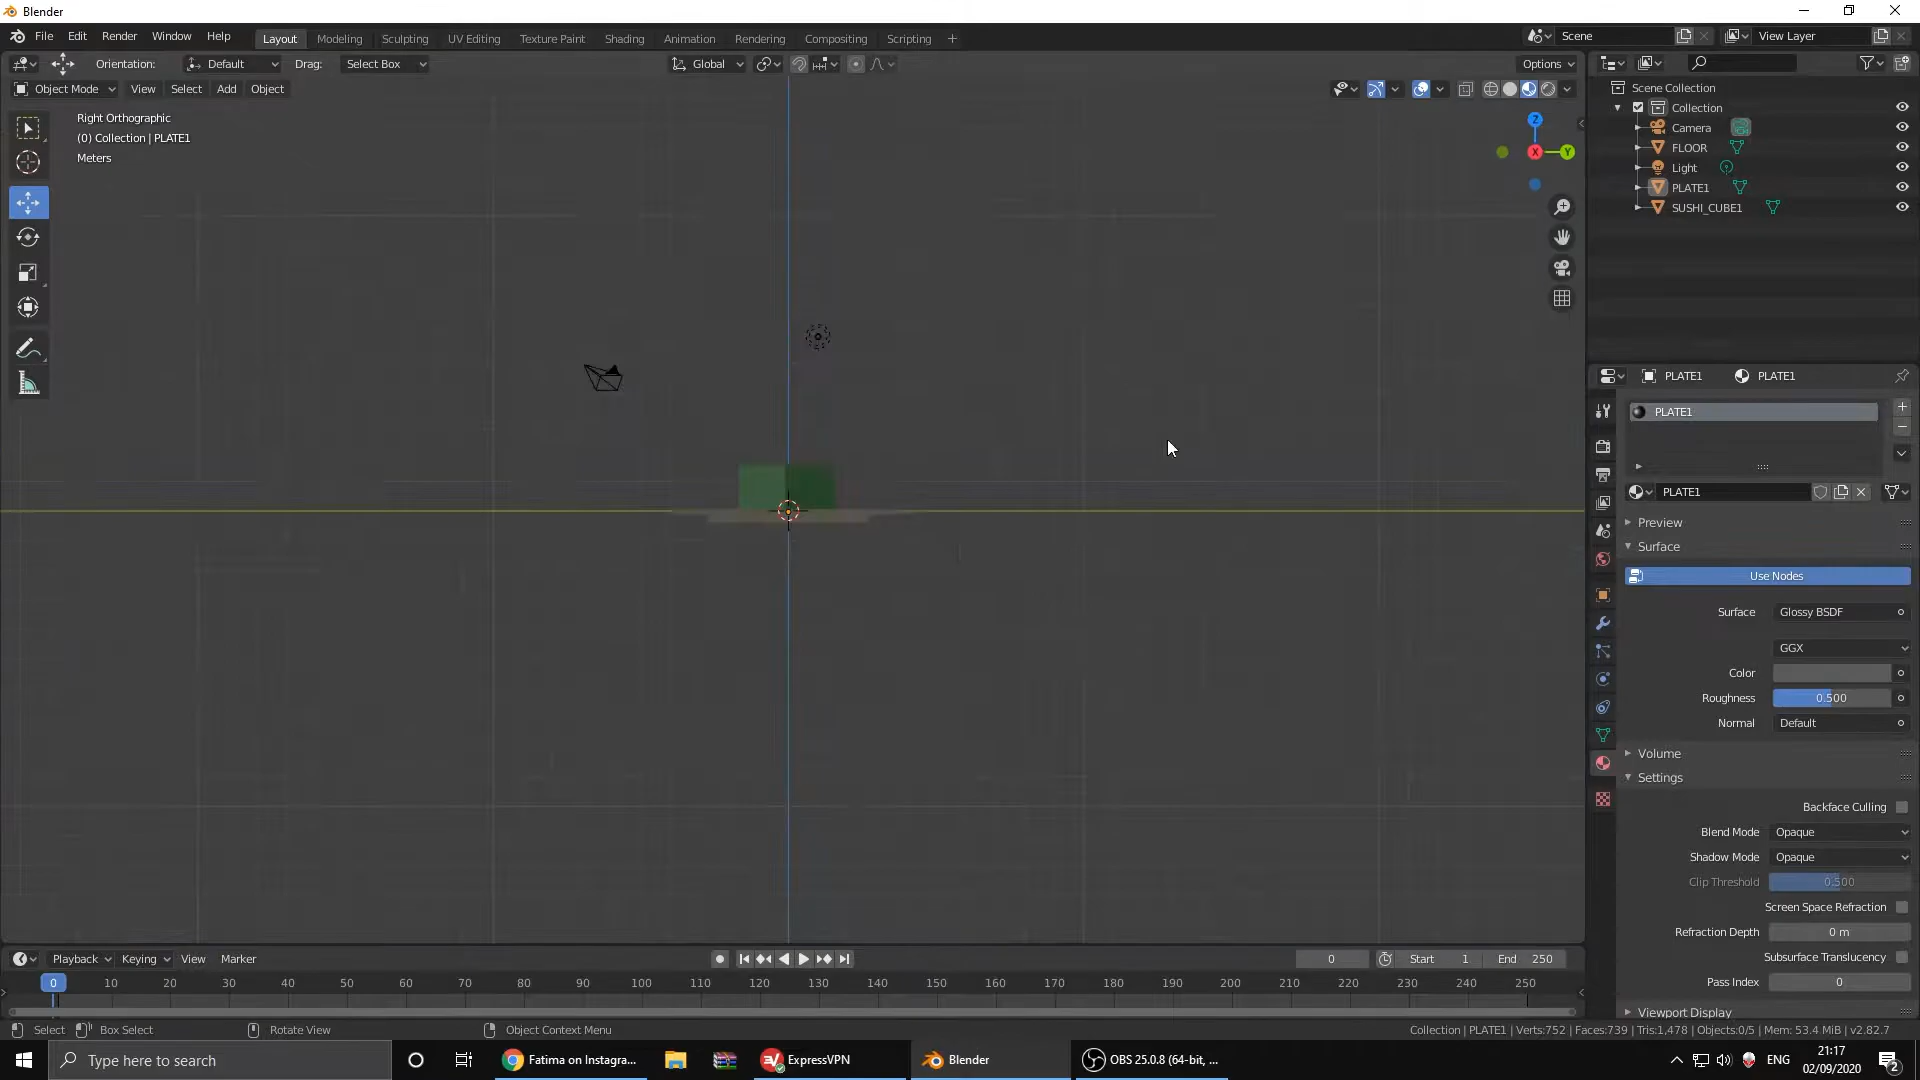 Blender
File Edit Render Window Help Layout Modeling Sculpting UV Editing Texture Paint Shading Animation Rendering Compositing Scripting + Scene View Layer
Orientation: Default Drag: Select Box Global Options
Object Mode View Select Add Object
Right Orthographic
(0) Collection | PLATE1
Meters
Z
X
Y
Scene Collection
Collection
Camera
FLOOR
Light
PLATE1
SUSHI_CUBE1
PLATE1 PLATE1
PLATE1
PLATE1
Preview
Surface
Use Nodes
Surface Glossy BSDF
GGX
Color
Roughness 0.500
Normal Default
Volume
Settings
Backface Culling
Blend Mode Opaque
Shadow Mode Opaque
Clip Threshold 0.500
Screen Space Refraction
Refraction Depth 0 m
Subsurface Translucency
Pass Index 0
Viewport Display
Playback Keying View Marker 0 Start 1 End 250
0 10 20 30 40 50 60 70 80 90 100 110 120 130 140 150 160 170 180 190 200 210 220 230 240 250
Select Box Select Rotate View Object Context Menu Collection | PLATE1 | Verts:752 | Faces:739 | Tris:1,478 | Objects:0/5 | Mem: 53.4 MiB | v2.82.7
Type here to search Fatima on Instagra... ExpressVPN Blender OBS 25.0.8 (64-bit, ... ENG 21:17
02/09/2020 2